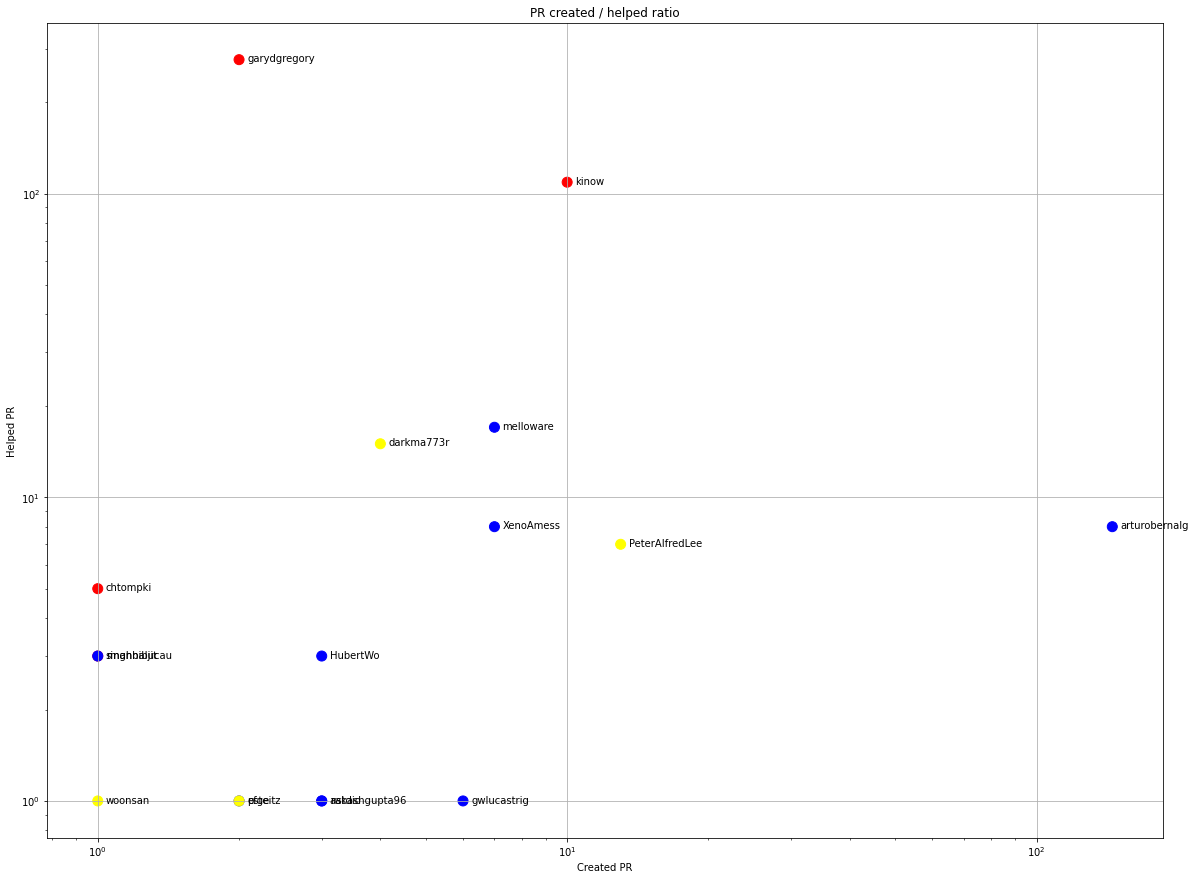 PR created / helped ratio
garydgregory
10²
kinow
Helped PR
melloware
darkma773r
10¹
XenoAmess
arturobernalg
PeterAlfredLee
chtompki
HubertWo
10⁰
woonsan
gwlucastrig
10⁰
10¹
10²
Created PR